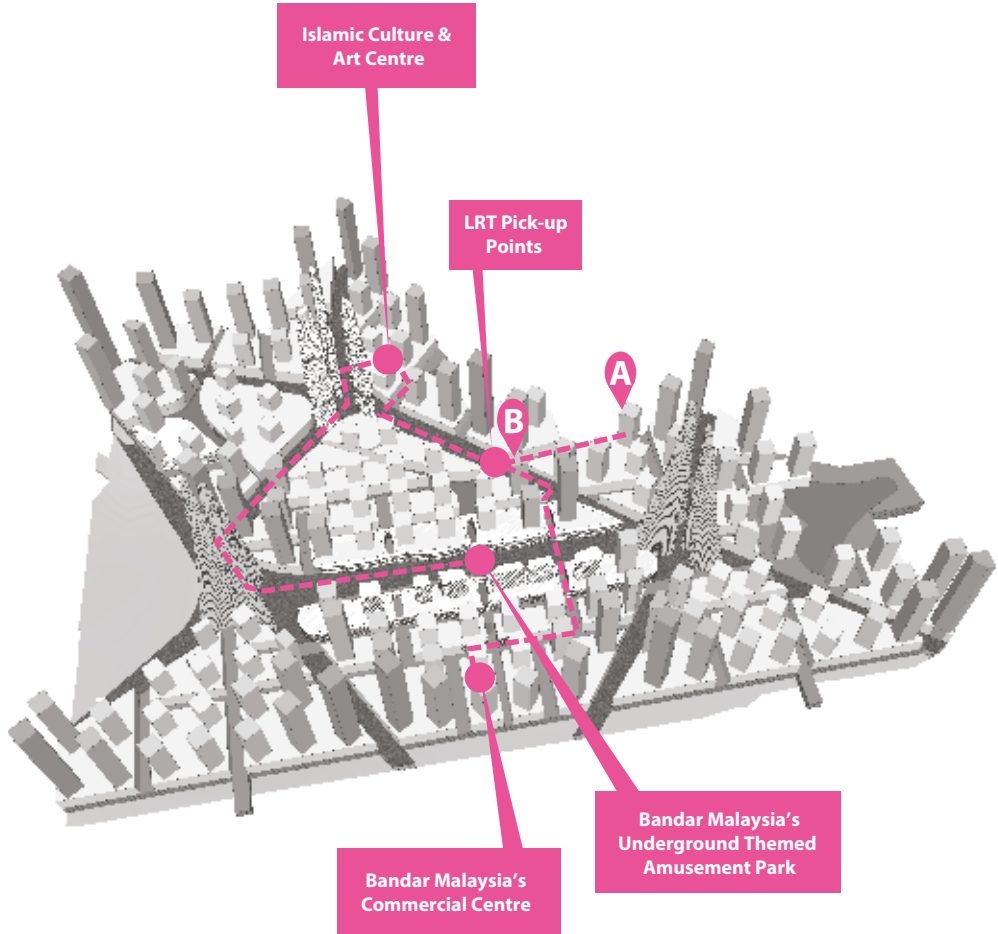 Islamic Culture &
Art Centre
LRT Pick-up
Points
A
B
Bandar Malaysia’s
Underground Themed
Amusement Park
Bandar Malaysia’s
Commercial Centre